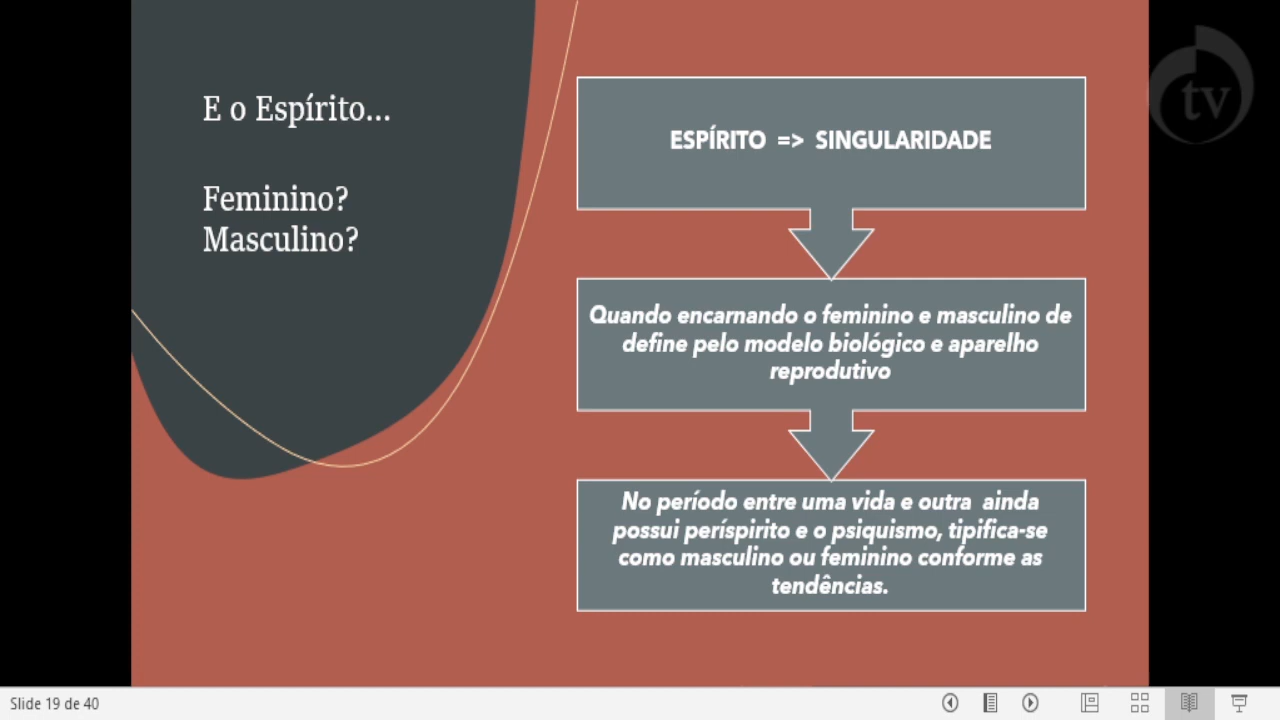 E o Espírito...
Feminino?
Masculino?
ESPÍRITO => SINGULARIDADE
Quando encarnando o feminino e masculino de
define pelo modelo biológico e aparelho
reprodutivo
No período entre uma vida e outra ainda
possui períspirito e o psiquismo, tipifica-se
como masculino ou feminino conforme as
tendências.
tv
Slide 19 de 40